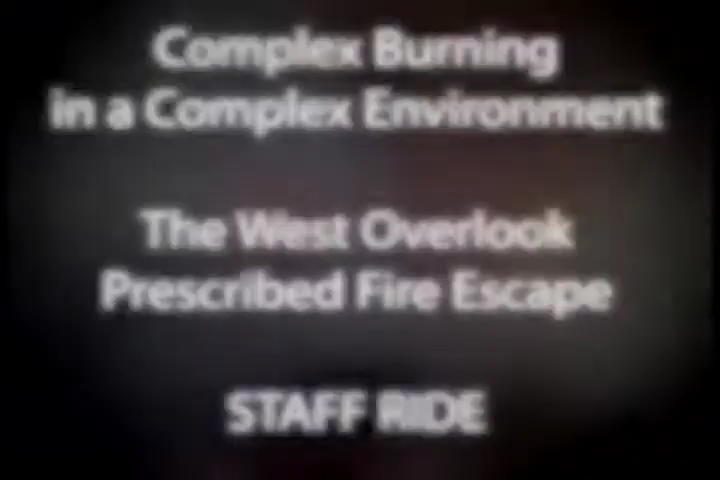 Complex Burning
in a Complex Environment
The West Overlook
Prescribed Fire Escape
STAFF RIDE